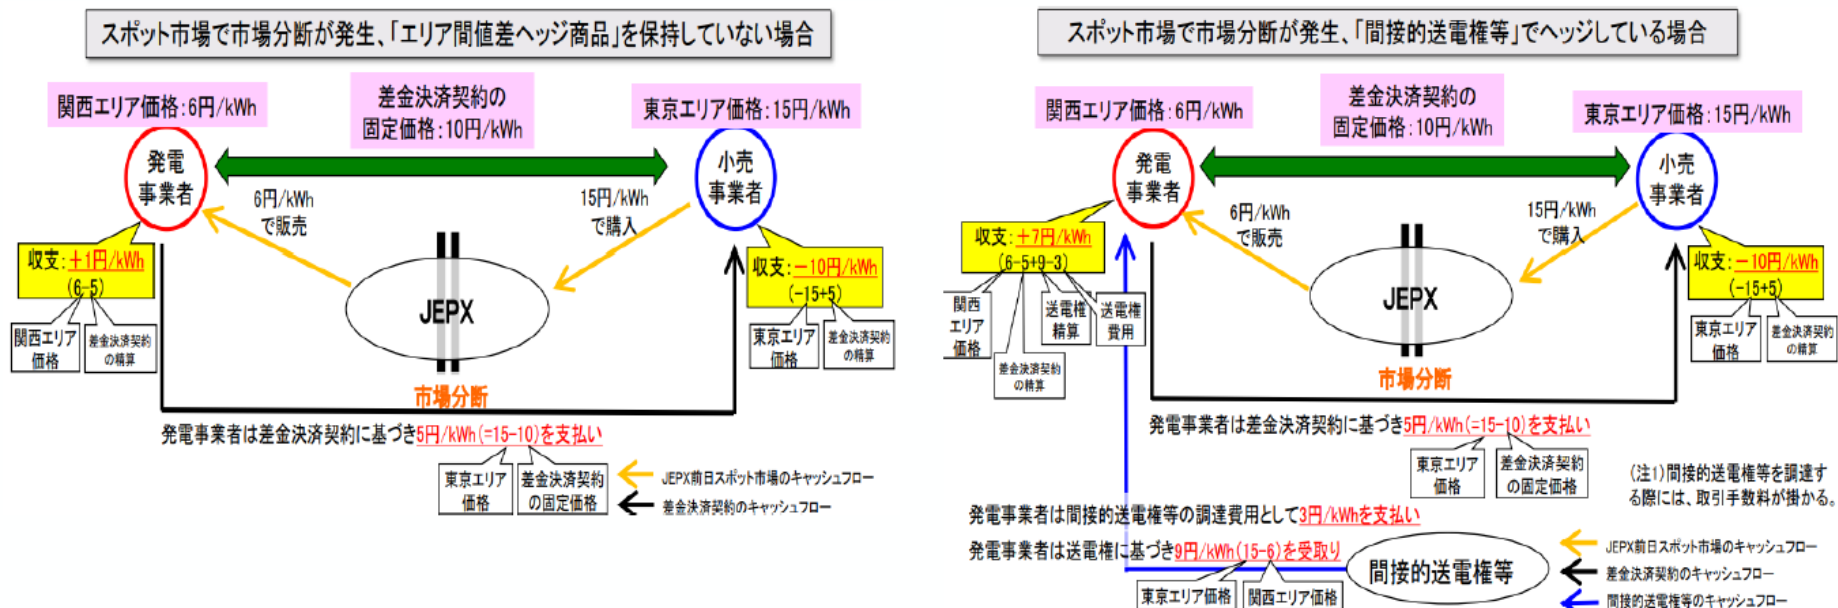 スポット市場で市場分断が発生、「エリア間値差ヘッジ商品」を保持していない場合
関西エリア価格：6円/kWh
差金決済契約の
固定価格：10円/kWh
東京エリア価格：15円/kWh
発電
事業者
小売
事業者
6円/kWh
で販売
15円/kWh
で購入
収支：＋1円/kWh
(6-5)
収支：－10円/kWh
(-15+5)
JEPX
関西エリア
価格
差金決済契約
の精算
東京エリア
価格
差金決済契約
の精算
市場分断
発電事業者は差金決済契約に基づき5円/kWh(=15-10)を支払い
東京エリア
価格
差金決済契約
の固定価格
JEPX前日スポット市場のキャッシュフロー
差金決済契約のキャッシュフロー
スポット市場で市場分断が発生、「間接的送電権等」でヘッジしている場合
関西エリア価格：6円/kWh
差金決済契約の
固定価格：10円/kWh
東京エリア価格：15円/kWh
発電
事業者
小売
事業者
6円/kWh
で販売
15円/kWh
で購入
収支：＋7円/kWh
(6-5+9-3)
収支：－10円/kWh
(-15+5)
JEPX
関西
エリア
価格
送電権
精算
送電権
費用
差金決済契約
の精算
東京エリア
価格
差金決済契約
の精算
市場分断
発電事業者は差金決済契約に基づき5円/kWh(=15-10)を支払い
東京エリア
価格
差金決済契約
の固定価格
(注1)間接的送電権等を調達す
る際には、取引手数料が掛かる。
発電事業者は間接的送電権等の調達費用として3円/kWhを支払い
発電事業者は送電権に基づき9円/kWh(15-6)を受取り
間接的送電権等
東京エリア価格
関西エリア価格
JEPX前日スポット市場のキャッシュフロー
差金決済契約のキャッシュフロー
間接的送電権等のキャッシュフロー